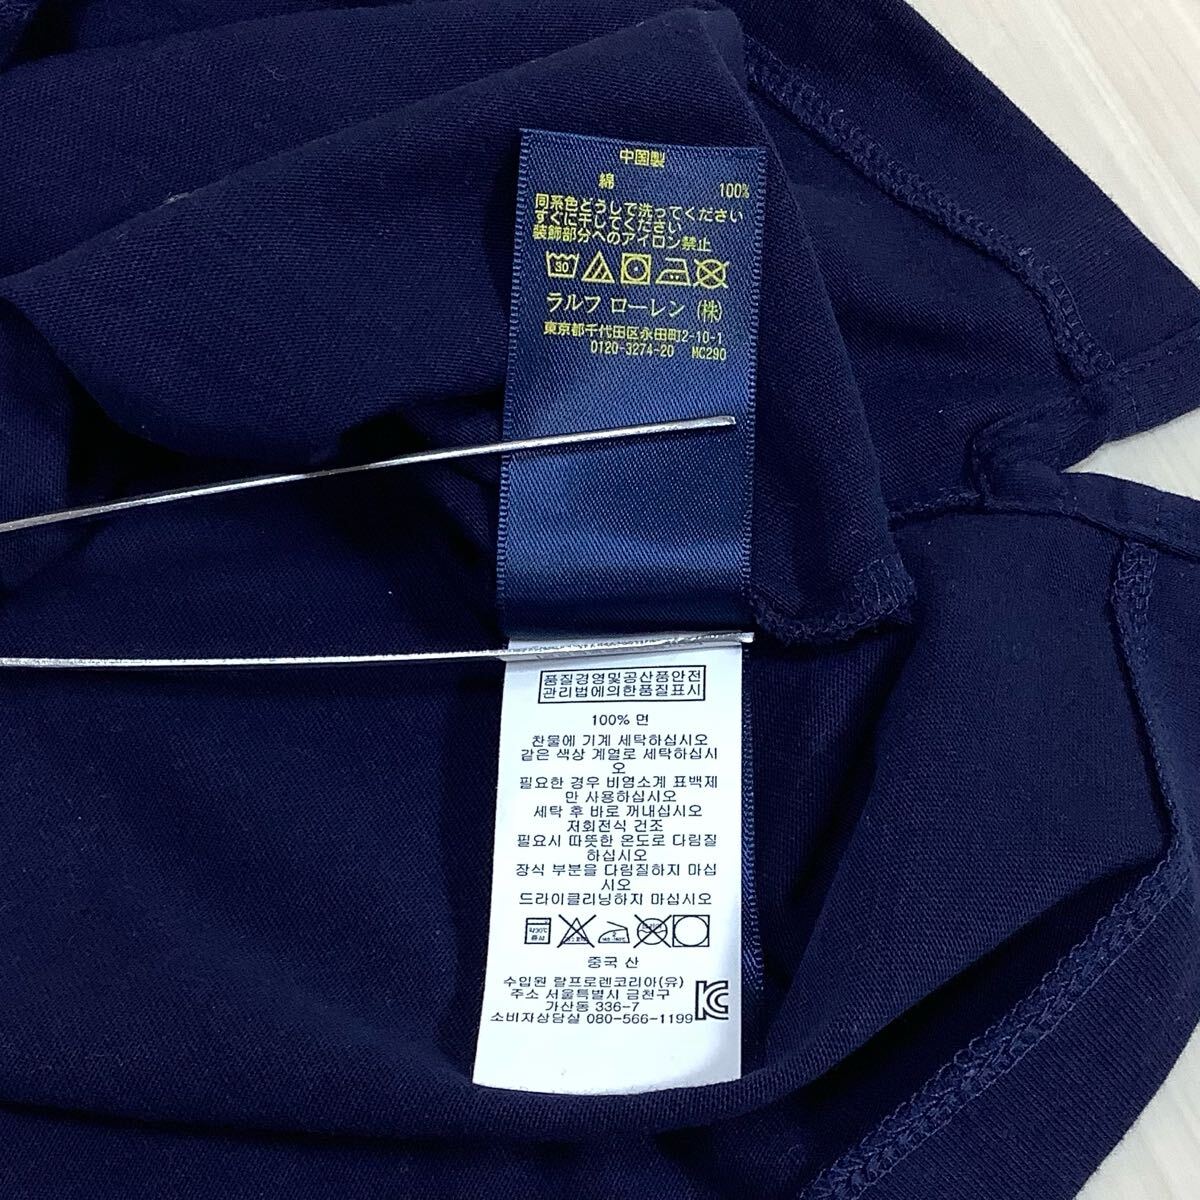 中国製
綿 100%
同系色どうしで洗ってください
すぐに干してください
装飾部分へのアイロン禁止
30
ラルフ ローレン (株)
東京都千代田区永田町2-10-1
0120-3274-20 MC290
품질경영및공산품안전
관리법에의한품질표시
100% 면
찬물에 기계 세탁하십시오
같은 색상 계열로 세탁하십시
오
필요한 경우 비염소계 표백제
만 사용하십시오
세탁 후 바로 꺼내십시오
저회전식 건조
필요시 따뜻한 온도로 다림질
하십시오
장식 부분을 다림질하지 마십
시오
드라이클리닝하지 마십시오
중국 산
수입원 랄프로렌코리아(유)
주소 서울특별시 금천구
가산동 336-7
소비자상담실 080-566-1199